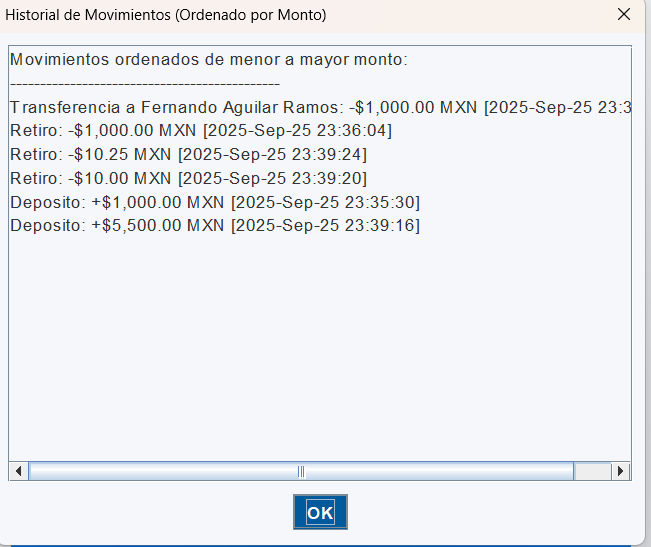 Historial de Movimientos (Ordenado por Monto)
Movimientos ordenados de menor a mayor monto:
---------------------------------------------
Transferencia a Fernando Aguilar Ramos: -$1,000.00 MXN [2025-Sep-25 23:3
Retiro: -$1,000.00 MXN [2025-Sep-25 23:36:04]
Retiro: -$10.25 MXN [2025-Sep-25 23:39:24]
Retiro: -$10.00 MXN [2025-Sep-25 23:39:20]
Deposito: +$1,000.00 MXN [2025-Sep-25 23:35:30]
Deposito: +$5,500.00 MXN [2025-Sep-25 23:39:16]
OK